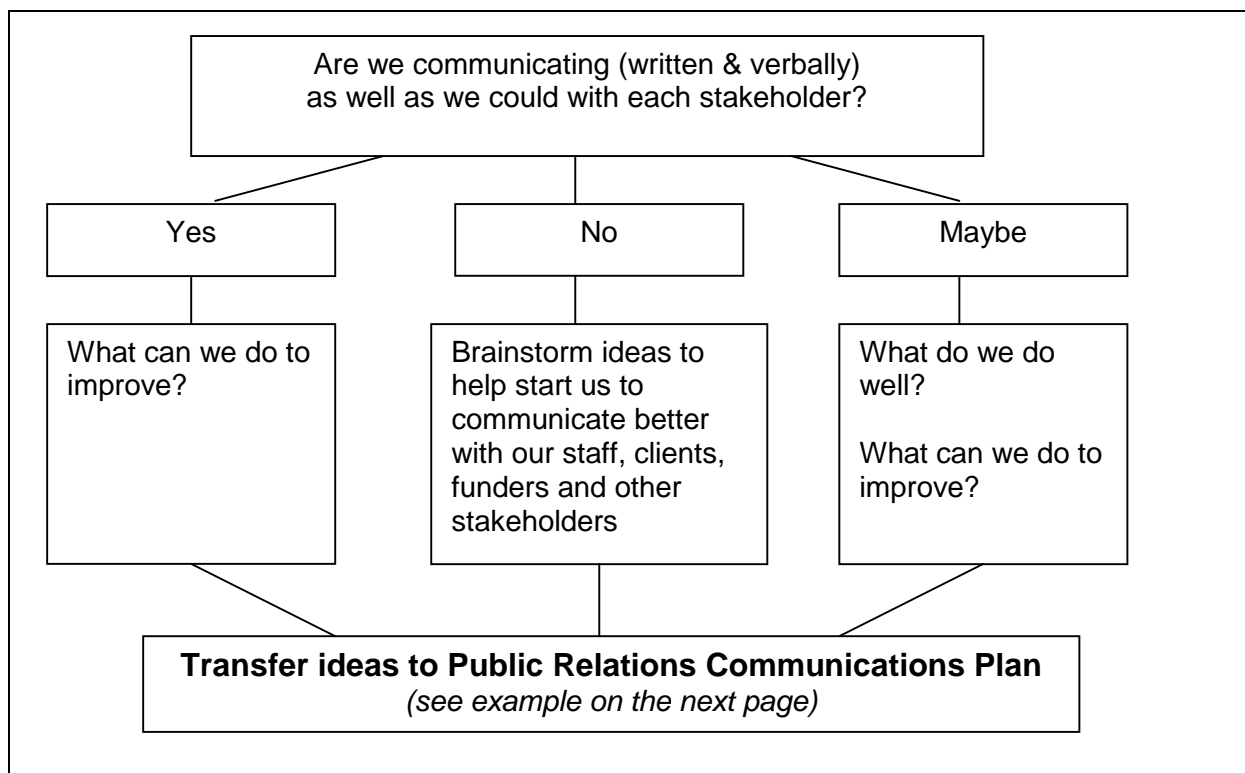 Are we communicating (written & verbally)
as well as we could with each stakeholder?
Yes
No
Maybe
What can we do to
improve?
Brainstorm ideas to
help start us to
communicate better
with our staff, clients,
funders and other
stakeholders
What do we do
well?
What can we do to
improve?
Transfer ideas to Public Relations Communications Plan
(see example on the next page)